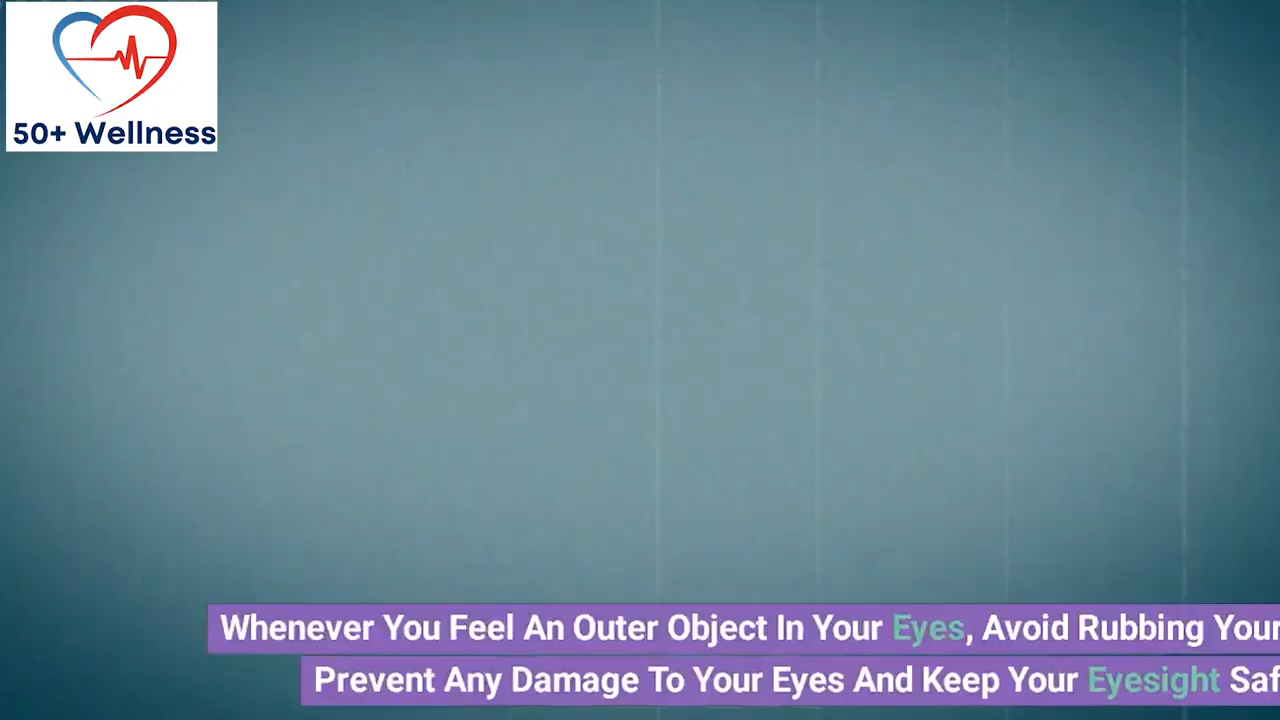 50+ Wellness
Whenever You Feel An Outer Object In Your Eyes, Avoid Rubbing Your
Prevent Any Damage To Your Eyes And Keep Your Eyesight